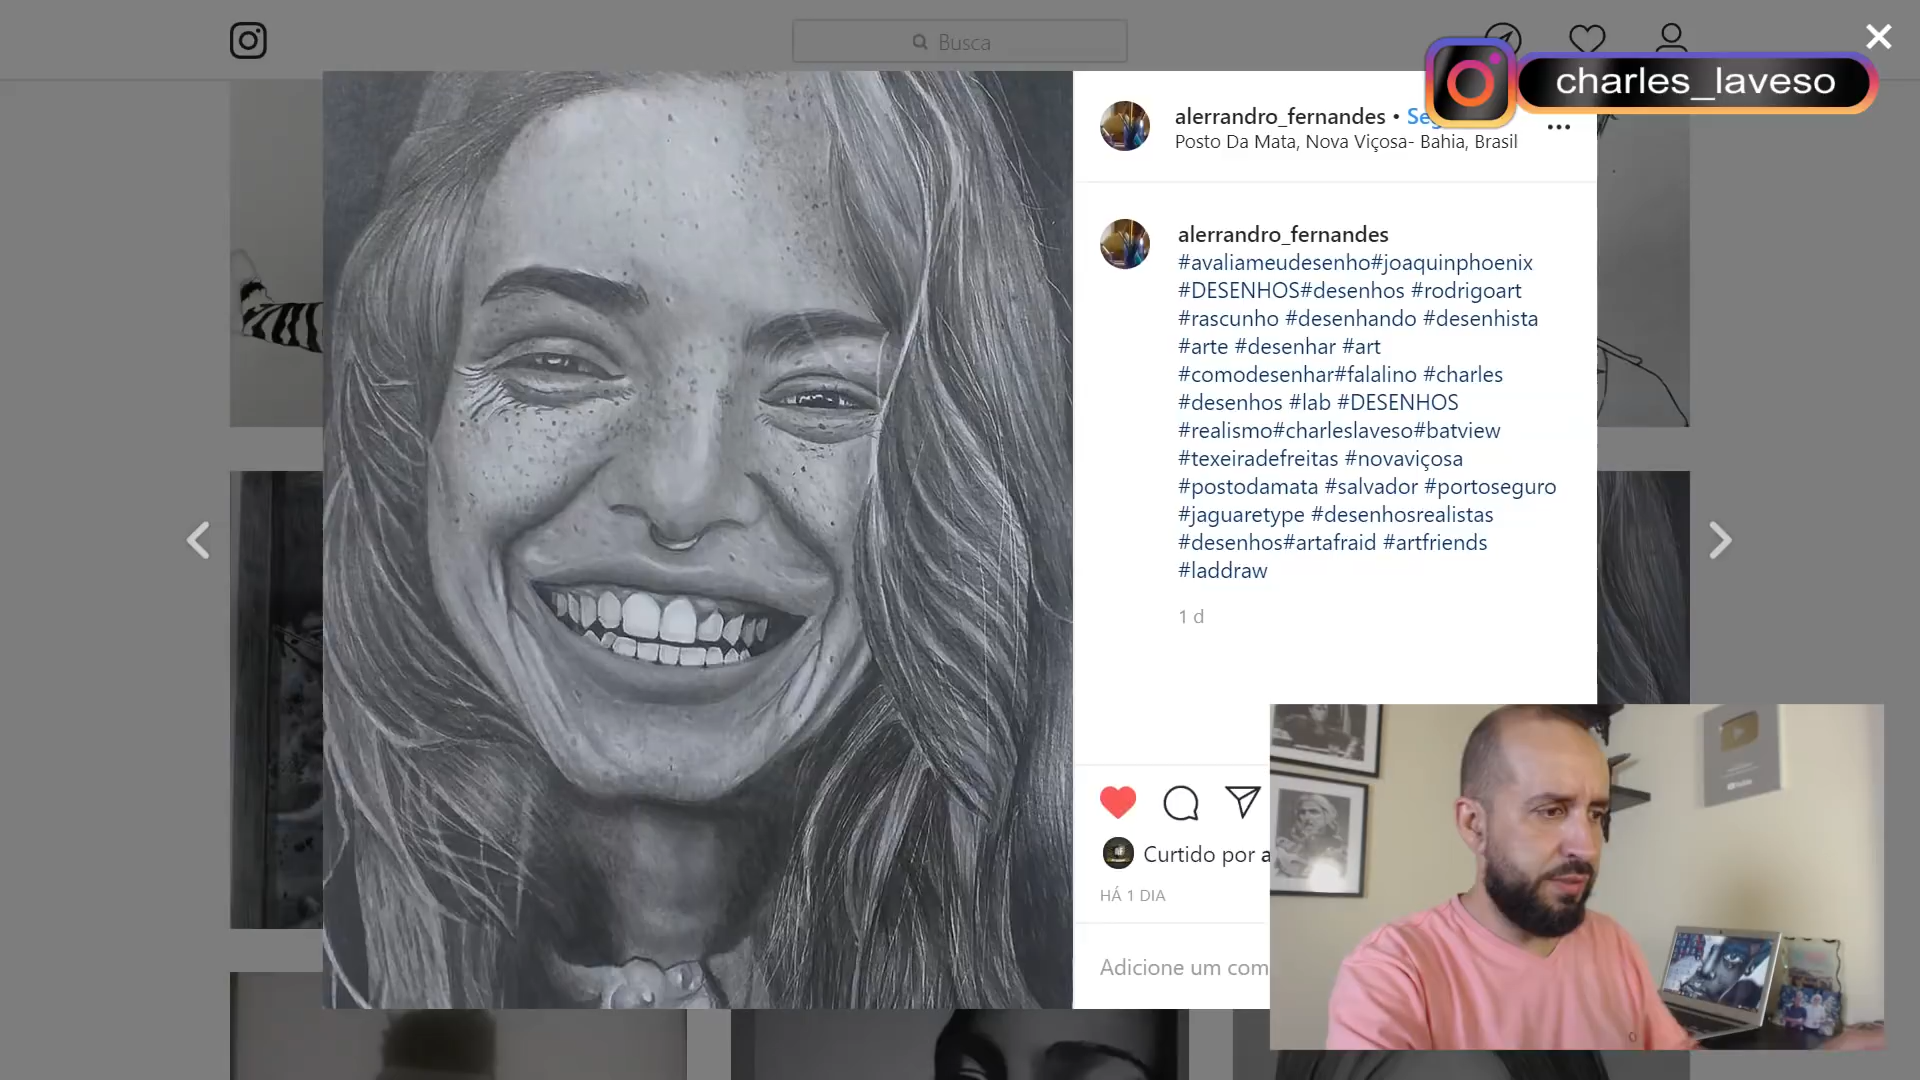 Busca
charles_laveso
alerrandro_fernandes •
Posto Da Mata, Nova Viçosa- Bahia, Brasil
alerrandro_fernandes
#avaliameudesenho#joaquinphoenix
#DESENHOS#desenhos #rodrigoart
#rascunho #desenhando #desenhista
#arte #desenhar #art
#comodesenhar#falalino #charles
#desenhos #lab #DESENHOS
#realismo#charleslaveso#batview
#texeiradefreitas #novaviçosa
#postodamata #salvador #portoseguro
#jaguaretype #desenhosrealistas
#desenhos#artafraid #artfriends
#laddraw
1 d
Curtido por a
HÁ 1 DIA
Adicione um com